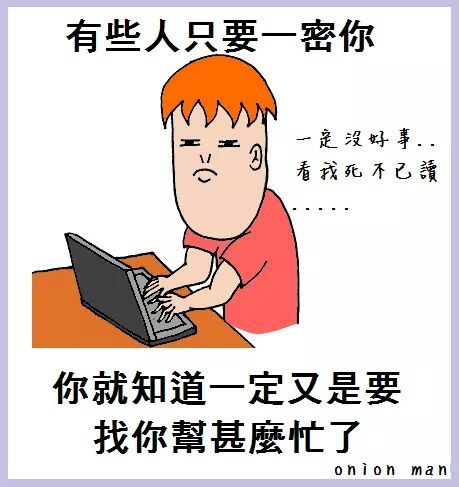 有些人只要一密你
一定沒好事..
看我死不已讀
.....
你就知道一定又是要
找你幫甚麼忙了
onion man